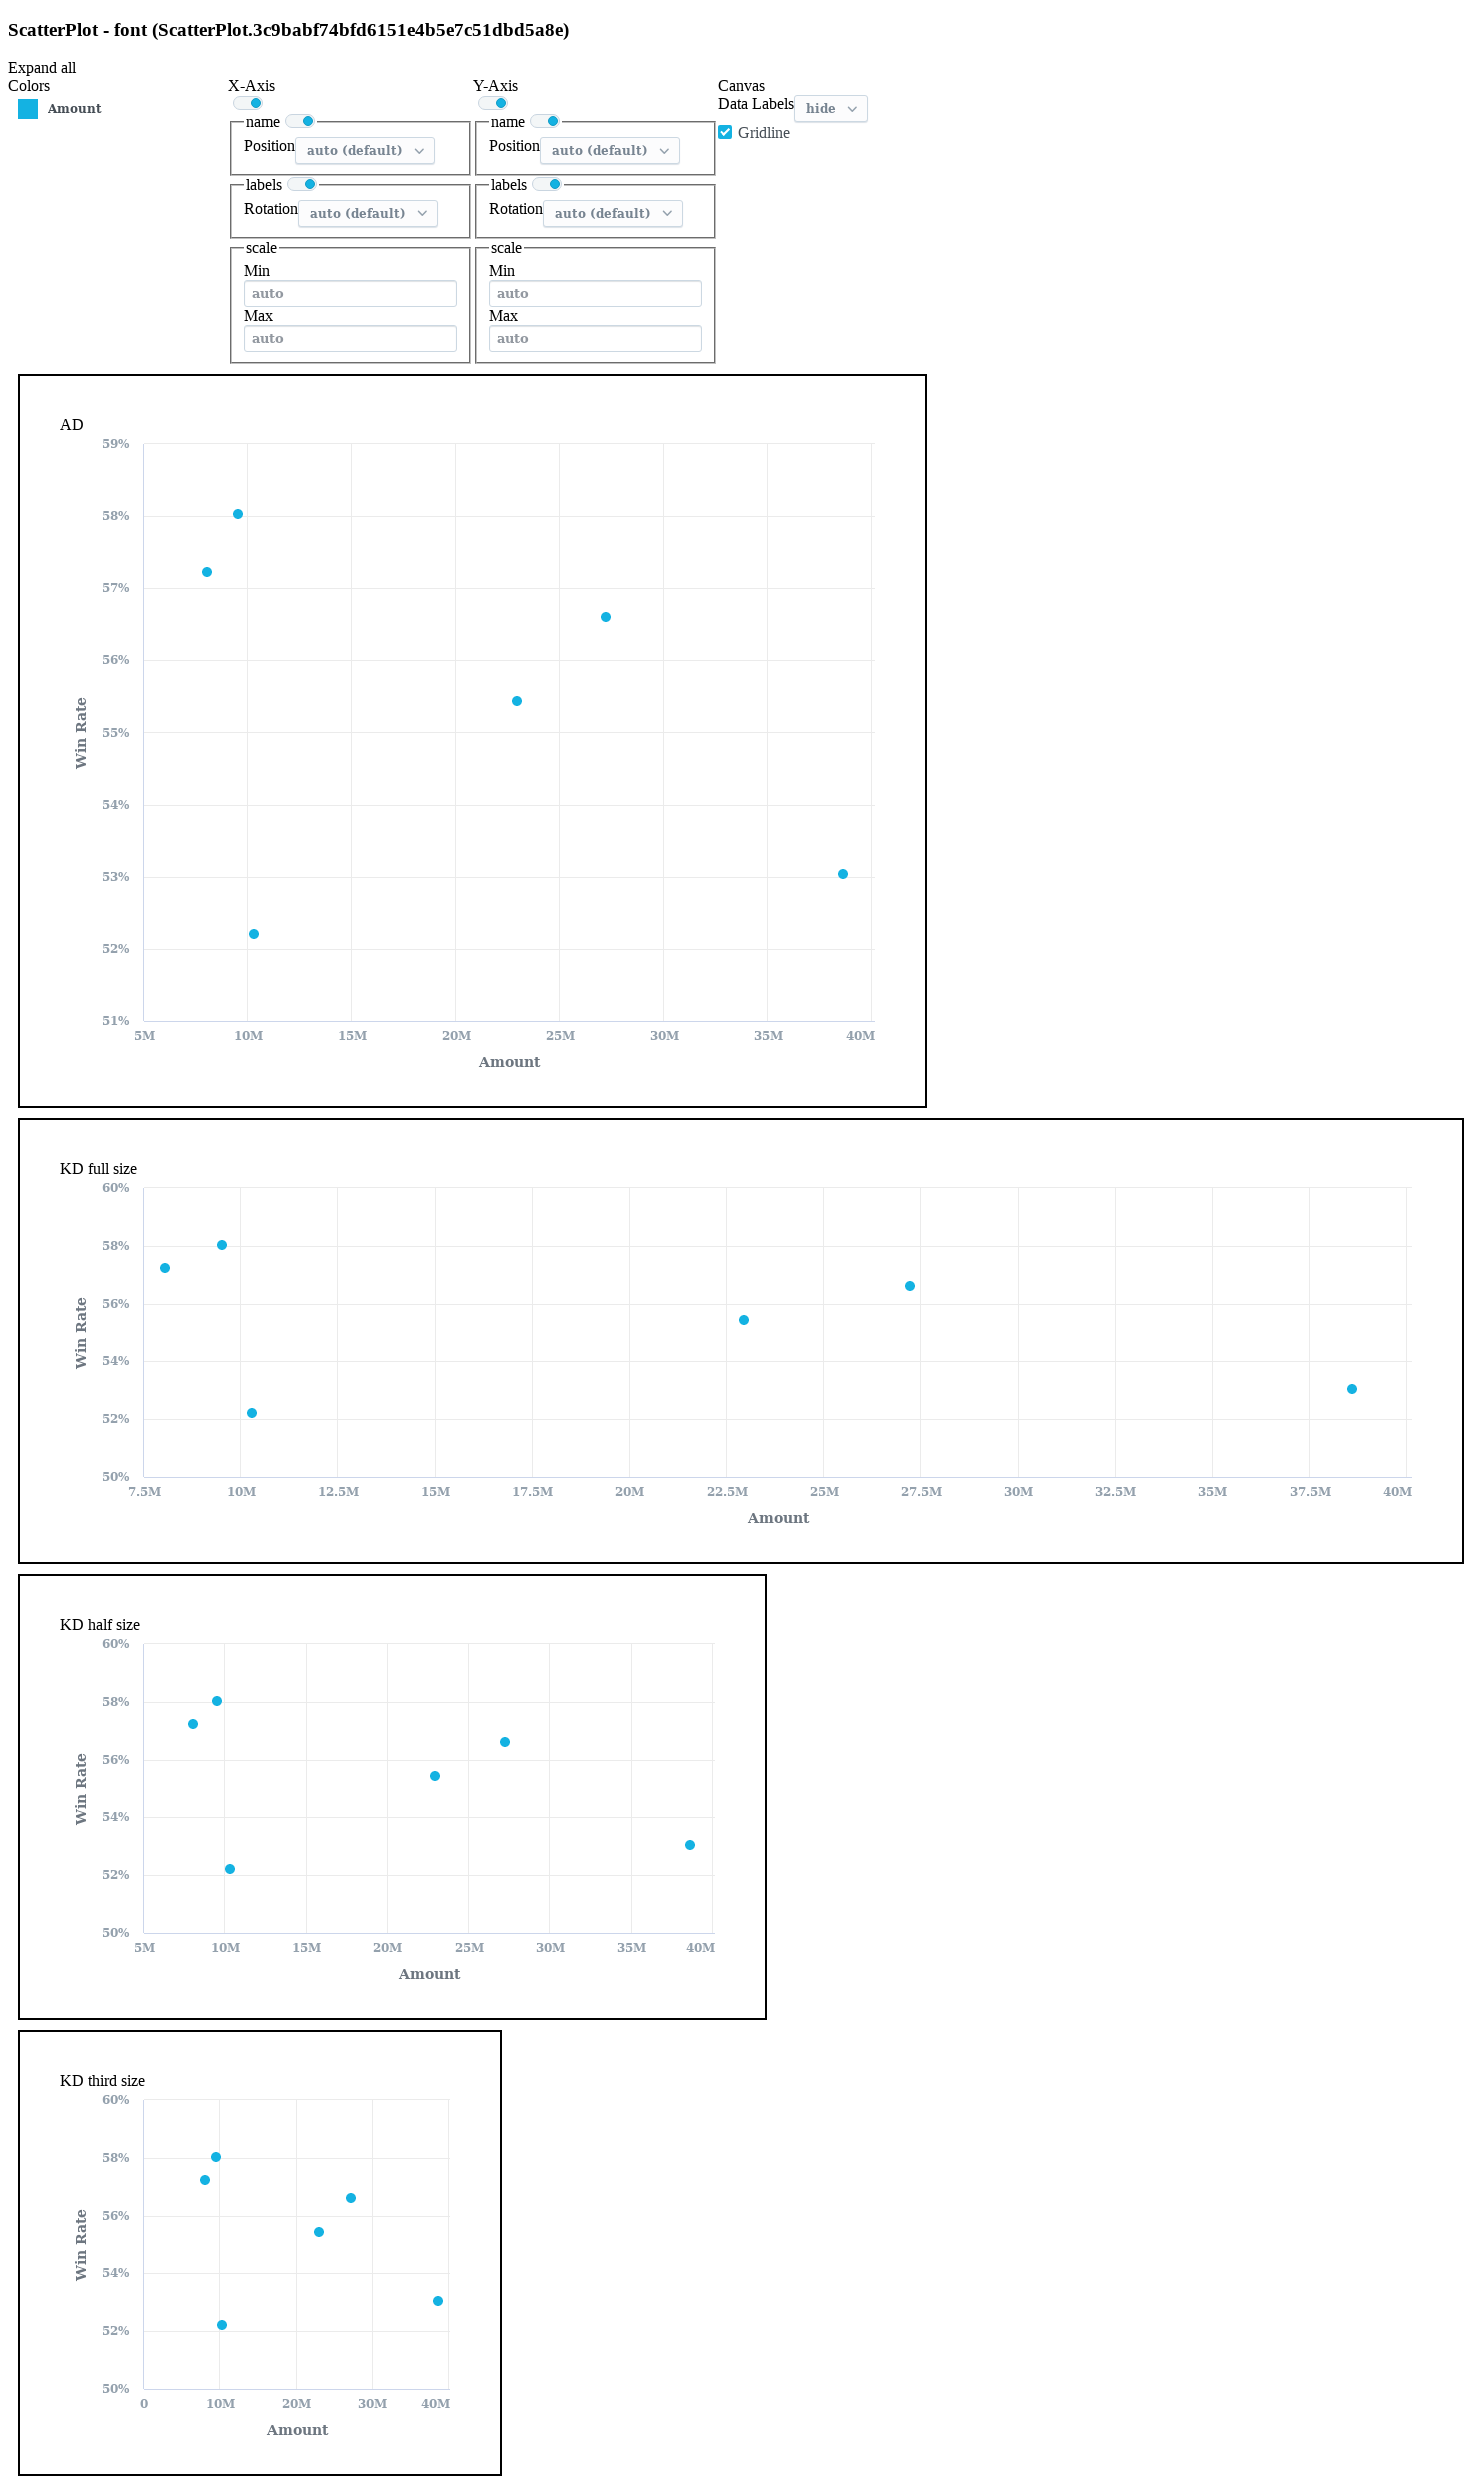 ScatterPlot - font (ScatterPlot.3c9babf74bfd6151e4b5e7c51dbd5a8e)
Expand all
Colors
Amount
X-Axis
name
Position auto (default)
labels
Rotation auto (default)
scale
Min
auto
Max
auto
Y-Axis
name
Position auto (default)
labels
Rotation auto (default)
scale
Min
auto
Max
auto
Canvas
Data Labels hide
Gridline
AD
59%
58%
57%
56%
55%
54%
53%
52%
51%
Win Rate
5M 10M 15M 20M 25M 30M 35M 40M
Amount
KD full size
60%
58%
56%
54%
52%
50%
Win Rate
7.5M 10M 12.5M 15M 17.5M 20M 22.5M 25M 27.5M 30M 32.5M 35M 37.5M 40M
Amount
KD half size
60%
58%
56%
54%
52%
50%
Win Rate
5M 10M 15M 20M 25M 30M 35M 40M
Amount
KD third size
60%
58%
56%
54%
52%
50%
Win Rate
0 10M 20M 30M 40M
Amount